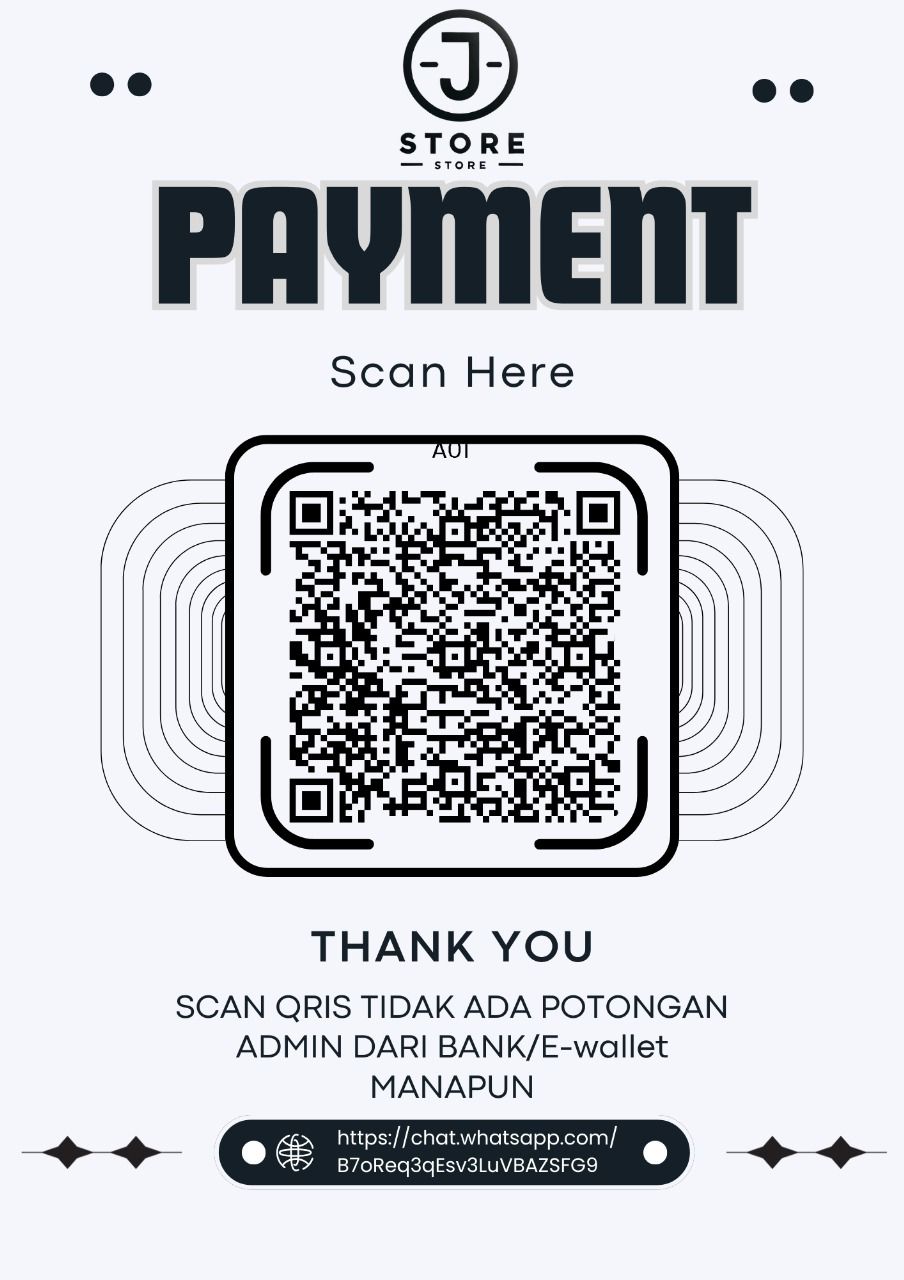 J
STORE
STORE
PAYMENT
Scan Here
A01
THANK YOU
SCAN QRIS TIDAK ADA POTONGAN
ADMIN DARI BANK/E-wallet
MANAPUN
https://chat.whatsapp.com/
B7oReq3qEsv3LuVBAZSFG9